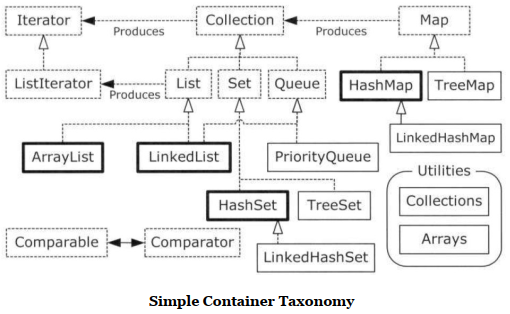 Iterator Collection Map
Produces Produces
ListIterator Produces List Set Queue HashMap TreeMap
ArrayList LinkedList PriorityQueue LinkedHashMap
Utilities
HashSet TreeSet Collections
Comparable Comparator LinkedHashSet Arrays
Simple Container Taxonomy